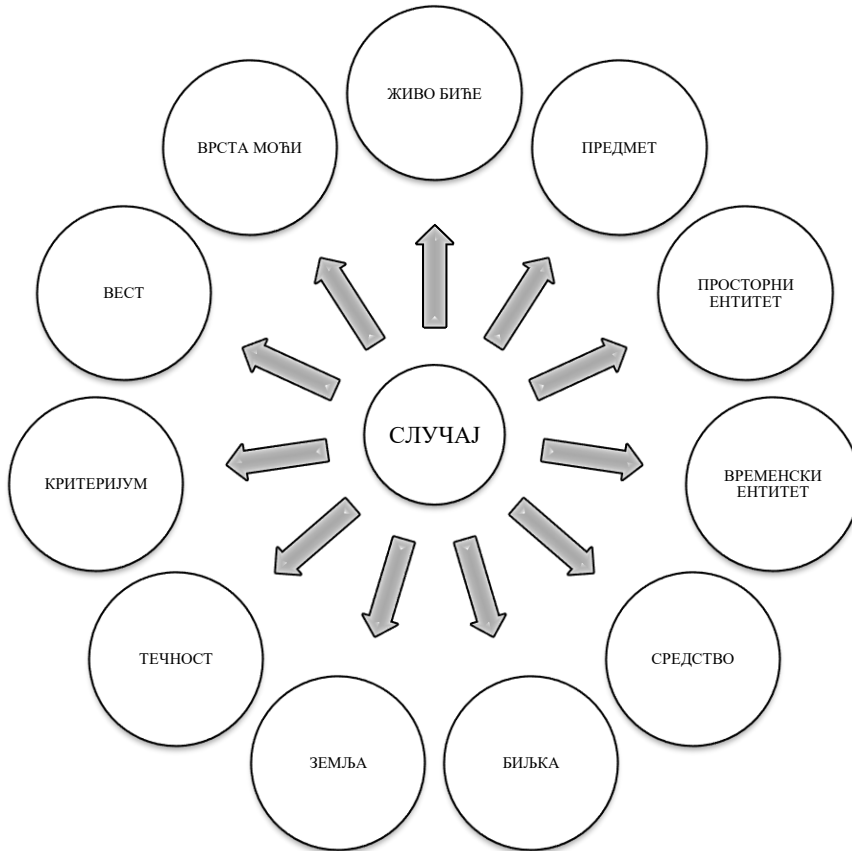 ЖИВО БИЋЕ
ПРЕДМЕТ
ПРОСТОРНИ
ЕНТИТЕТ
ВРЕМЕНСКИ
ЕНТИТЕТ
СРЕДСТВО
БИЉКА
ЗЕМЉА
ТЕЧНОСТ
КРИТЕРИЈУМ
ВЕСТ
ВРСТА МОЋИ
СЛУЧАЈ